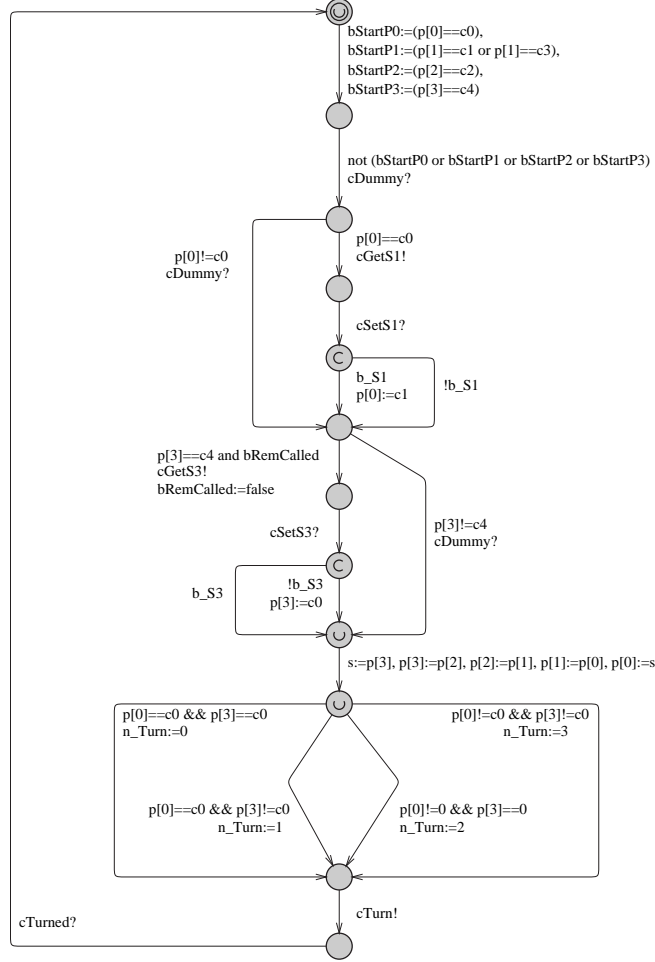 bStartP0:=(p[0]==c0),
bStartP1:=(p[1]==c1 or p[1]==c3),
bStartP2:=(p[2]==c2),
bStartP3:=(p[3]==c4)
not (bStartP0 or bStartP1 or bStartP2 or bStartP3)
cDummy?
p[0]!=c0
cDummy?
p[0]==c0
cGetS1!
cSetS1?
C
b_S1
p[0]:=c1
!b_S1
p[3]==c4 and bRemCalled
cGetS3!
bRemCalled:=false
p[3]!=c4
cDummy?
cSetS3?
C
b_S3
!b_S3
p[3]:=c0
s:=p[3], p[3]:=p[2], p[2]:=p[1], p[1]:=p[0], p[0]:=s
p[0]==c0 && p[3]==c0
n_Turn:=0
p[0]!=c0 && p[3]!=c0
n_Turn:=3
p[0]==c0 && p[3]!=c0
n_Turn:=1
p[0]!=0 && p[3]==0
n_Turn:=2
cTurn!
cTurned?